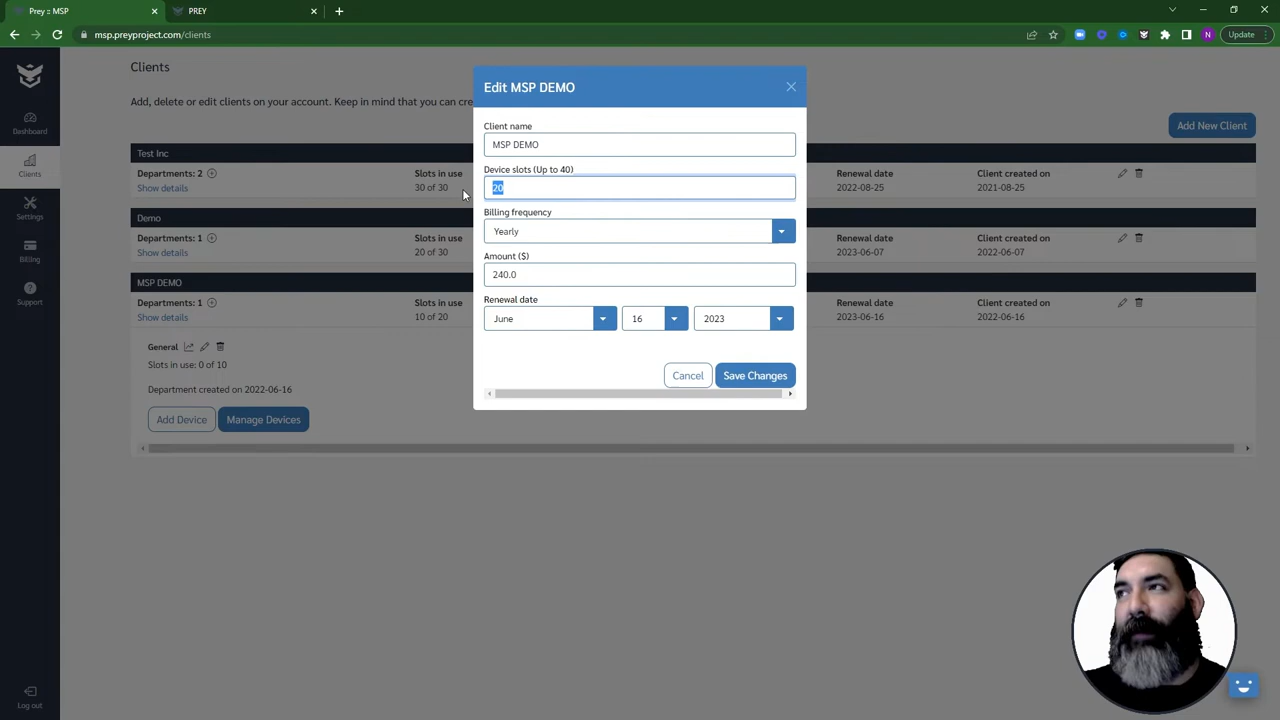 Prey :: MSP
PREY
msp.preyproject.com/clients
N
Update
Dashboard
Clients
Settings
Billing
Support
Log out
Clients
Add, delete or edit clients on your account. Keep in mind that you can cre
Add New Client
Test Inc
Departments: 2
Show details
Slots in use
30 of 30
Renewal date
2022-08-25
Client created on
2021-08-25
Demo
Departments: 1
Show details
Slots in use
20 of 30
Renewal date
2023-06-07
Client created on
2022-06-07
MSP DEMO
Departments: 1
Show details
Slots in use
10 of 20
Renewal date
2023-06-16
Client created on
2022-06-16
General
Slots in use: 0 of 10
Department created on 2022-06-16
Add Device
Manage Devices
Edit MSP DEMO
Client name
MSP DEMO
Device slots (Up to 40)
20
Billing frequency
Yearly
Amount ($)
240.0
Renewal date
June
16
2023
Cancel
Save Changes